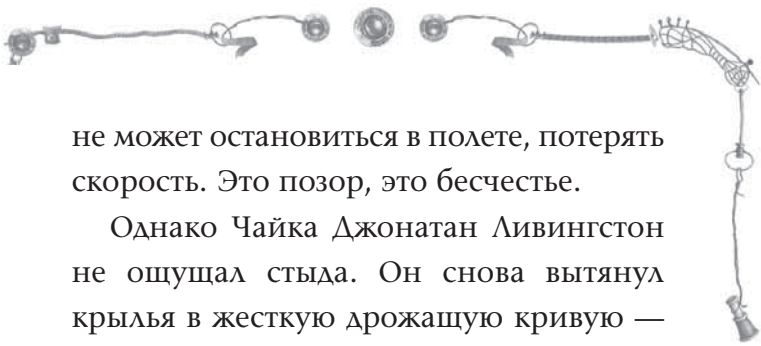 не может остановиться в полете, потерять
скорость. Это позор, это бесчестье.
Однако Чайка Джонатан Ливингстон
не ощущал стыда. Он снова вытянул
крылья в жесткую дрожащую кривую —